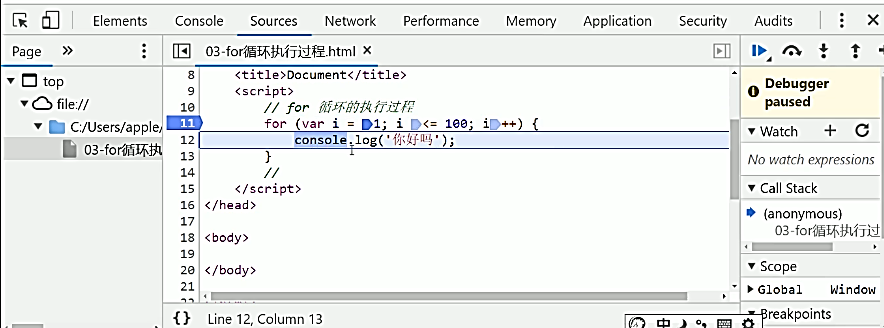 Elements Console Sources Network Performance Memory Application Security Audits
Page 03-for循环执行过程.html
top
file://
C:/Users/apple/
03-for循环执
8 <title>Document</title>
9 <script>
10 // for 循环的执行过程
11 for (var i = 1; i <= 100; i++) {
12 console.log('你好吗');
13 }
14 //
15 </script>
16 </head>
17
18 <body>
19
20 </body>
21
{} Line 12, Column 13
Debugger
paused
Watch
No watch expressions
Call Stack
(anonymous)
03-for循环执行过
Scope
Global Window
Breakpoints
中